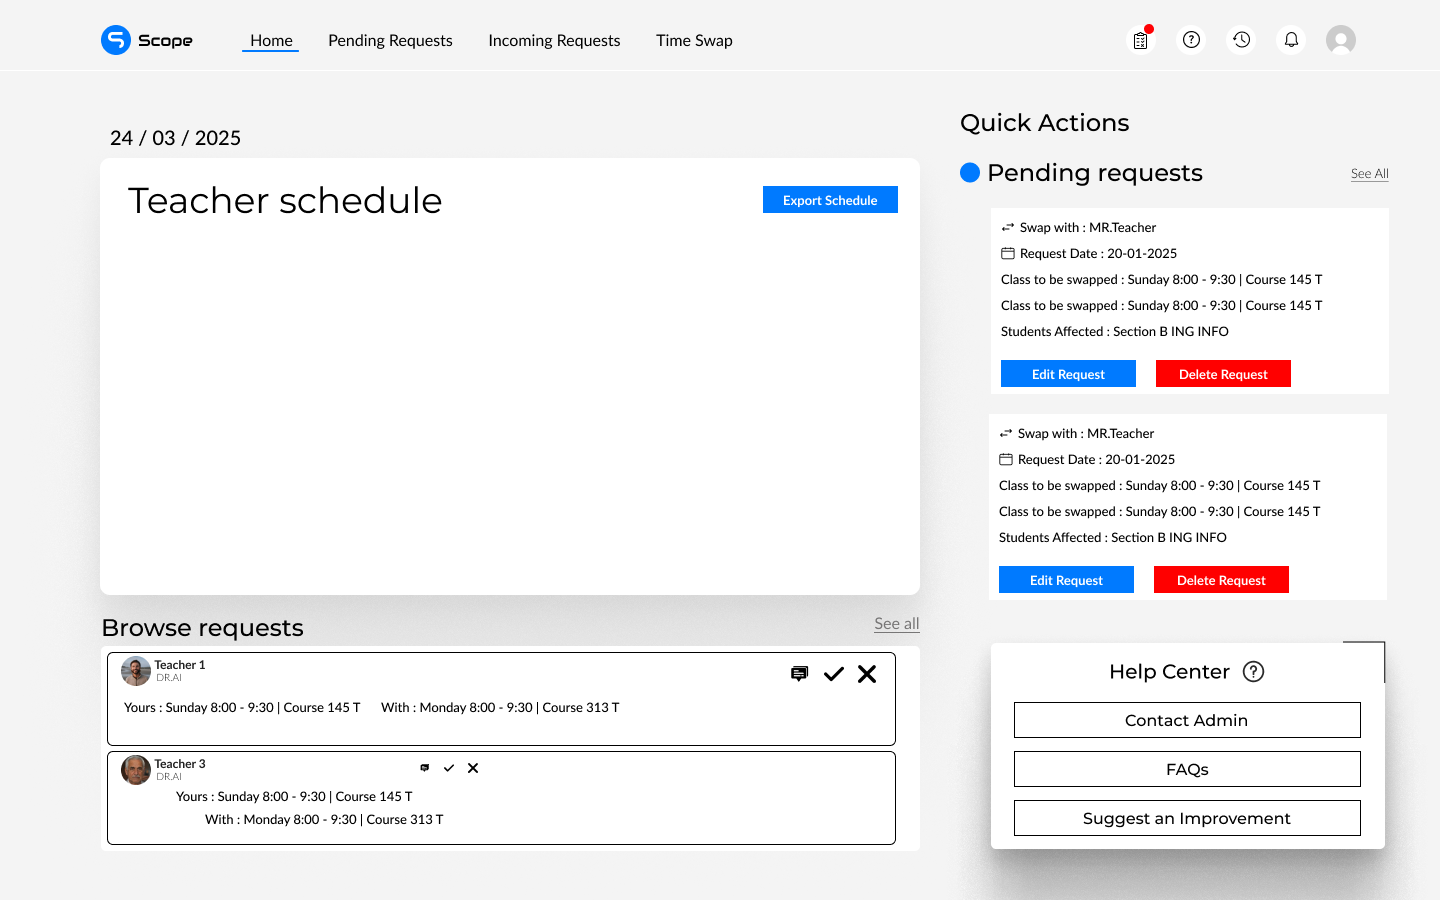 Scope
Home
Pending Requests
Incoming Requests
Time Swap
24 / 03 / 2025
Teacher schedule
Export Schedule
Browse requests
See all
Teacher 1
DR.AI
Yours : Sunday 8:00 - 9:30 | Course 145 T
With : Monday 8:00 - 9:30 | Course 313 T
Teacher 3
DR.AI
Yours : Sunday 8:00 - 9:30 | Course 145 T
With : Monday 8:00 - 9:30 | Course 313 T
Quick Actions
Pending requests
See All
Swap with : MR.Teacher
Request Date : 20-01-2025
Class to be swapped : Sunday 8:00 - 9:30 | Course 145 T
Class to be swapped : Sunday 8:00 - 9:30 | Course 145 T
Students Affected : Section B ING INFO
Edit Request
Delete Request
Swap with : MR.Teacher
Request Date : 20-01-2025
Class to be swapped : Sunday 8:00 - 9:30 | Course 145 T
Class to be swapped : Sunday 8:00 - 9:30 | Course 145 T
Students Affected : Section B ING INFO
Edit Request
Delete Request
Help Center
Contact Admin
FAQs
Suggest an Improvement